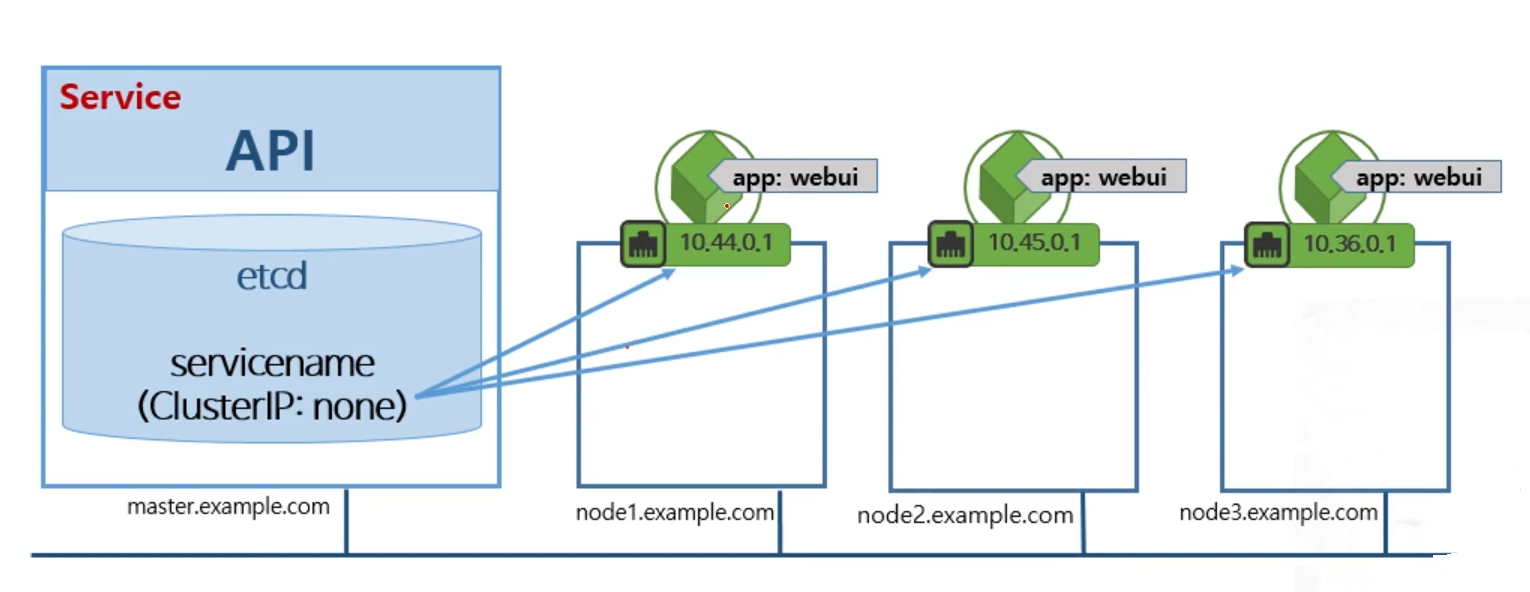 Service
API
etcd
servicename
(ClusterIP: none)
master.example.com
app: webui
10.44.0.1
node1.example.com
app: webui
10.45.0.1
node2.example.com
app: webui
10.36.0.1
node3.example.com